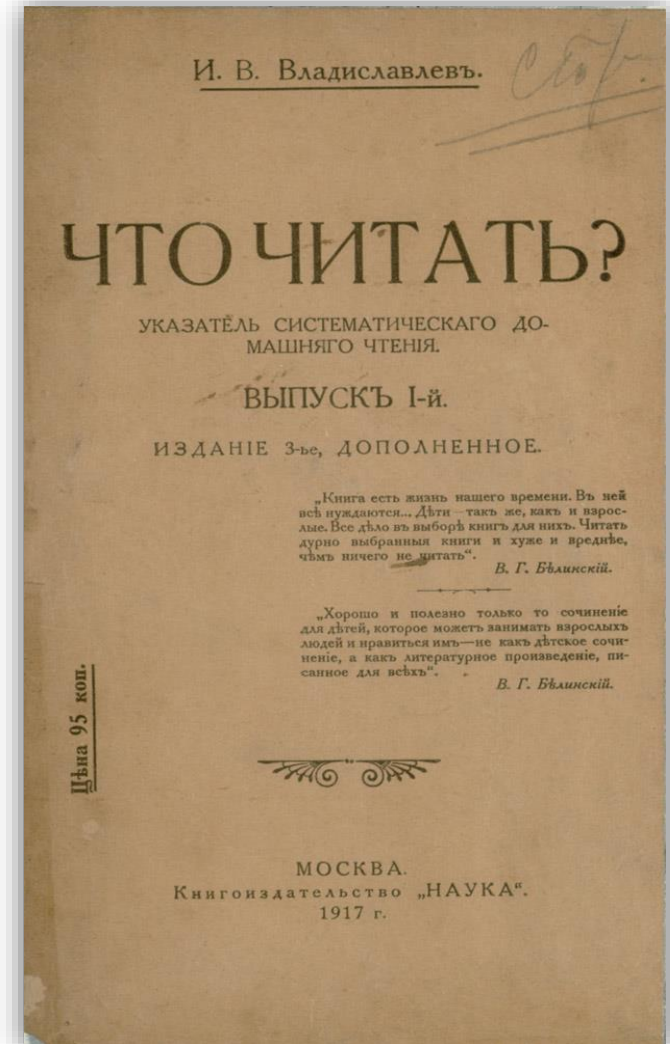 И. В. Владиславлевъ.
ЧТО ЧИТАТЬ?
УКАЗАТЕЛЬ СИСТЕМАТИЧЕСКАГО ДО-
МАШНЯГО ЧТЕНІЯ.
ВЫПУСКЪ I-й.
ИЗДАНІЕ 3-ье, ДОПОЛНЕННОЕ.
„Книга есть жизнь нашего времени. Въ ней
всѣ нуждаются... Дѣти—такъ же, какъ и взрос-
лые. Все дѣло въ выборѣ книгъ для нихъ. Читать
дурно выбранныя книги и хуже и вреднѣе,
чѣмъ ничего не читать“.
В. Г. Бѣлинскій.
„Хорошо и полезно только то сочиненіе
для дѣтей, которое можетъ занимать взрослыхъ
людей и нравиться имъ—не какъ дѣтское сочи-
неніе, а какъ литературное произведеніе, пи-
санное для всѣхъ“.
В. Г. Бѣлинскій.
Цѣна 95 коп.
МОСКВА.
Книгоиздательство „НАУКА“.
1917 г.